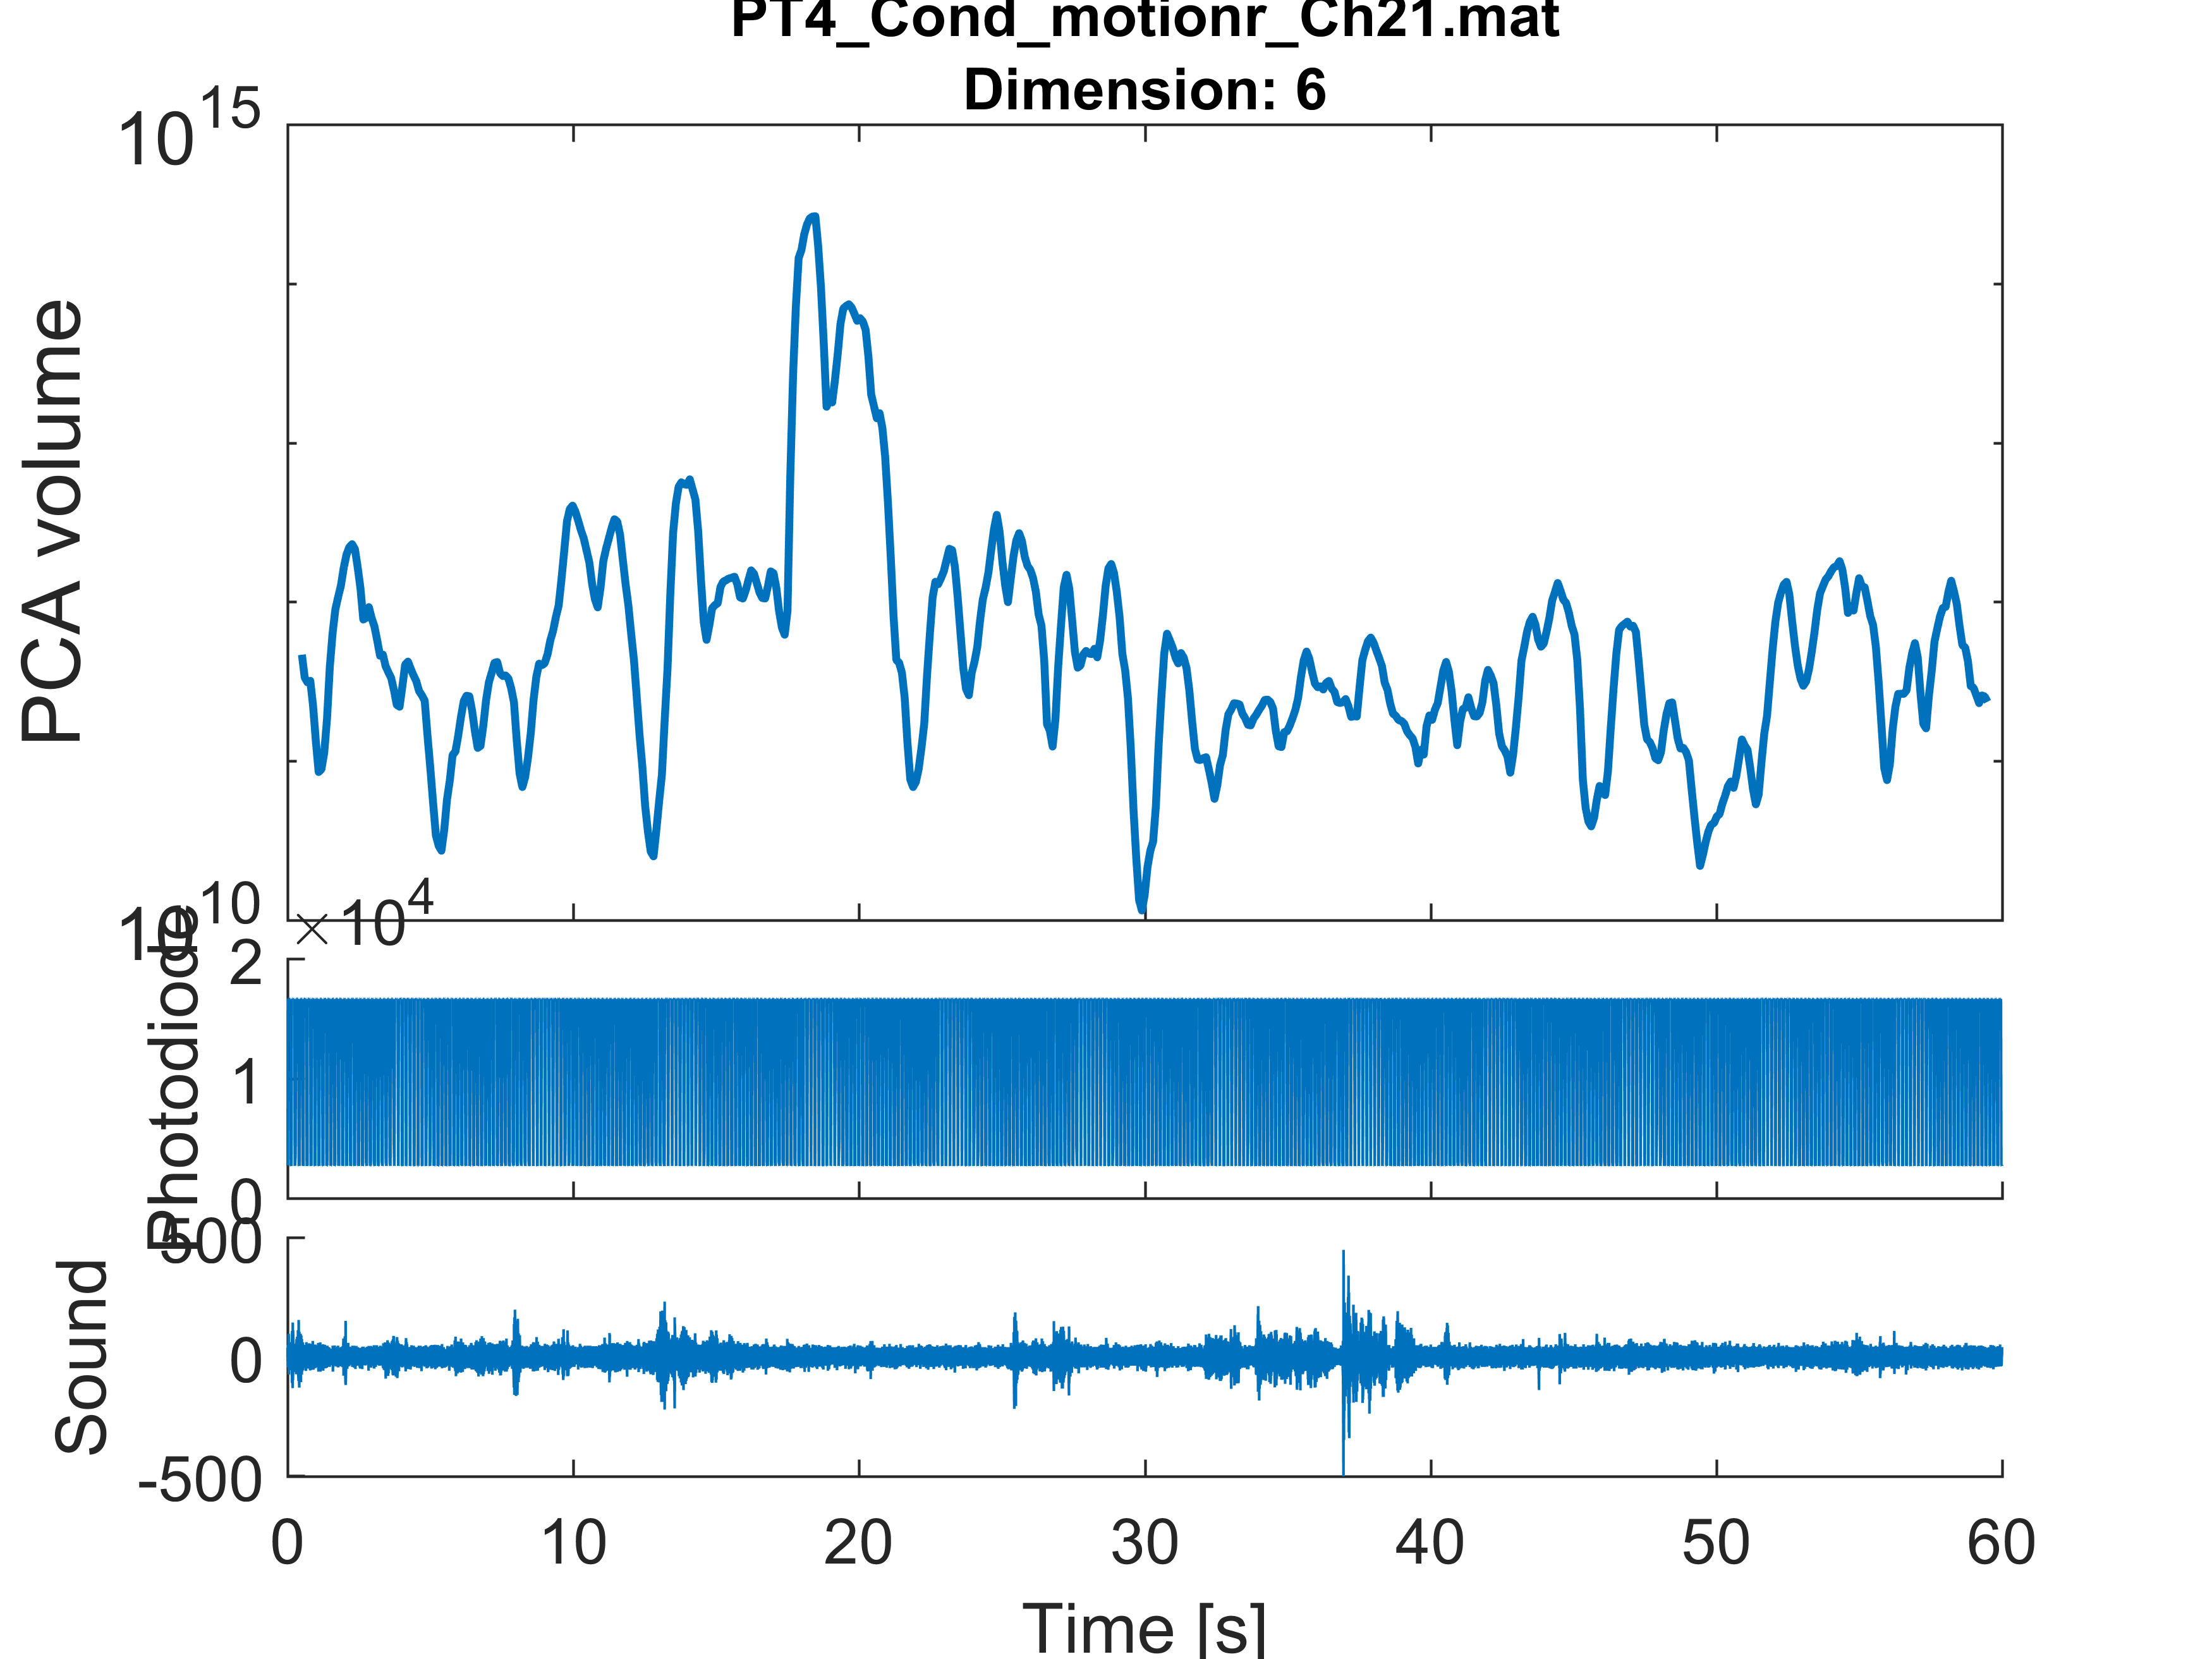 PT4_Cond_motionr_Ch21.mat
Dimension: 6
10^15
PCA volume
10^10
×10^4
2
1
0
Photodiode
500
0
-500
Sound
0 10 20 30 40 50 60
Time [s]